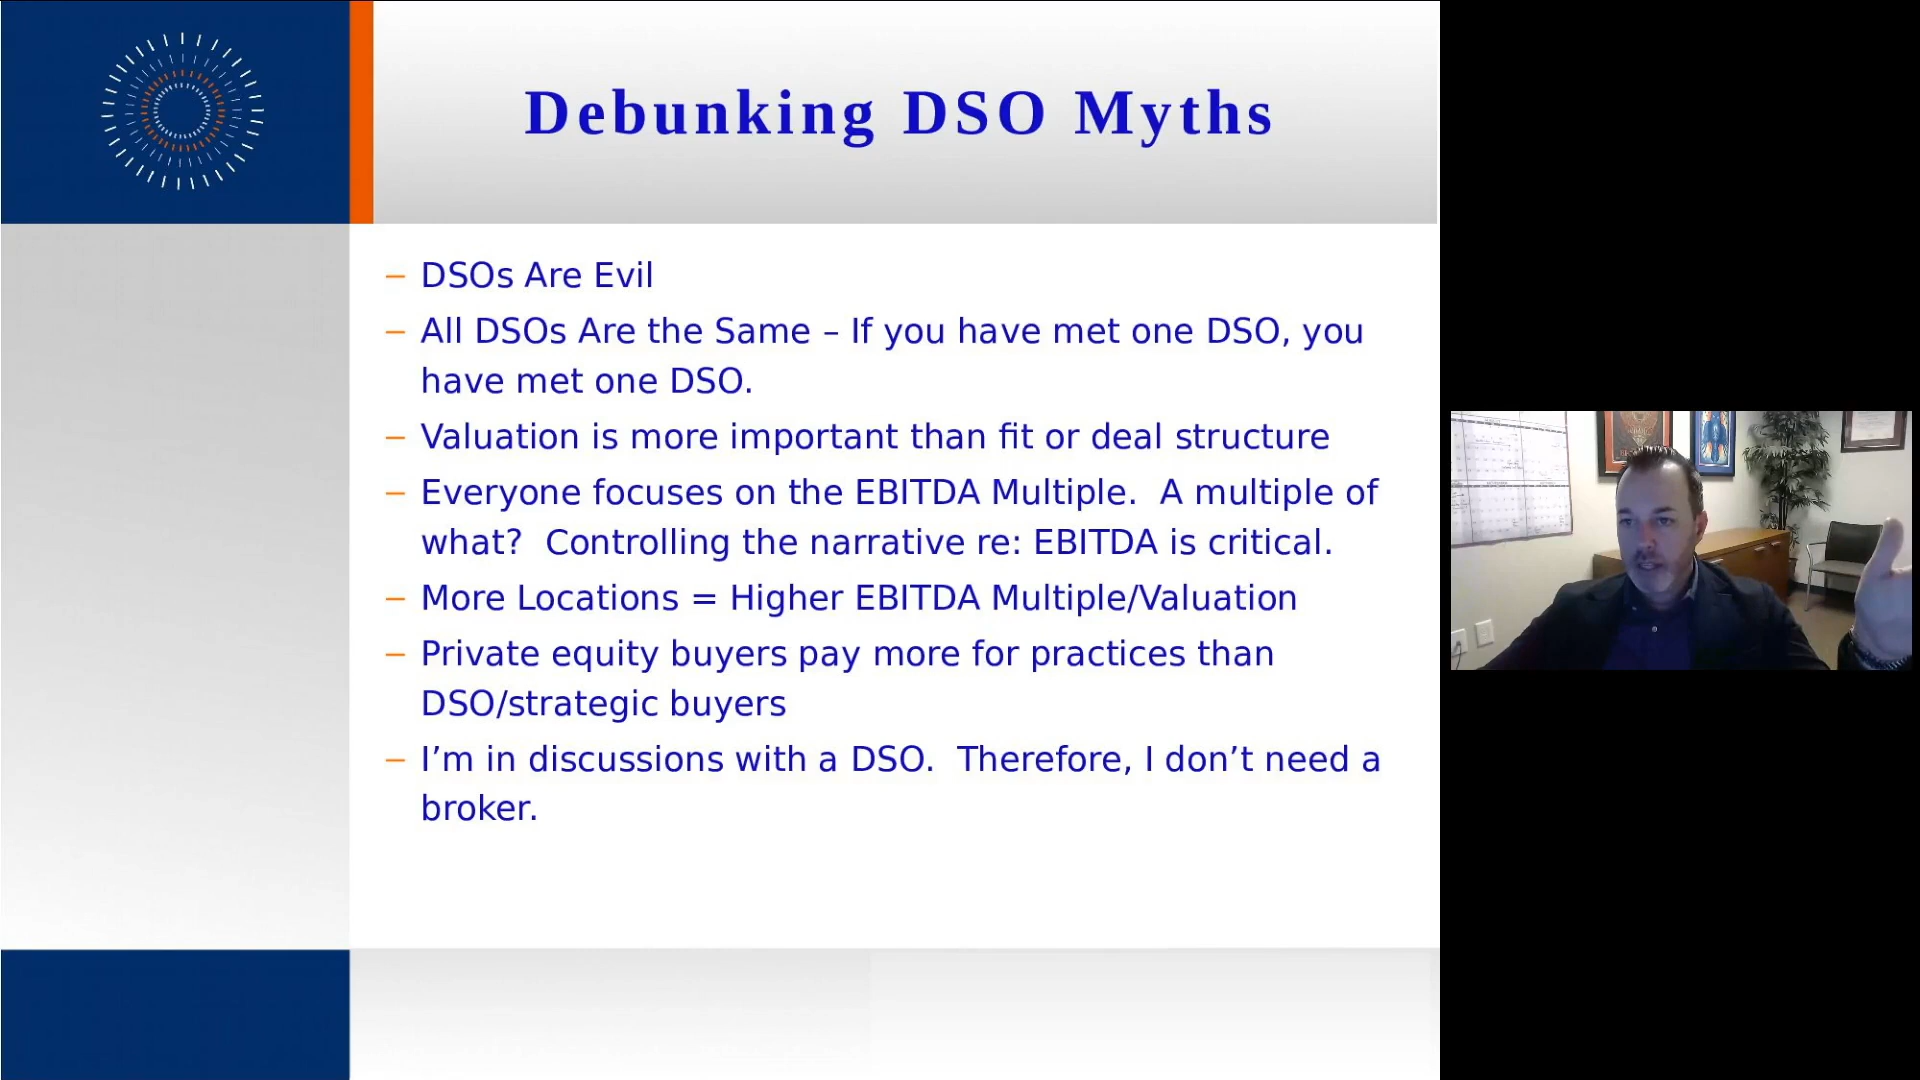 Debunking DSO Myths
– DSOs Are Evil
– All DSOs Are the Same – If you have met one DSO, you
have met one DSO.
– Valuation is more important than fit or deal structure
– Everyone focuses on the EBITDA Multiple.  A multiple of
what?  Controlling the narrative re: EBITDA is critical.
– More Locations = Higher EBITDA Multiple/Valuation
– Private equity buyers pay more for practices than
DSO/strategic buyers
– I’m in discussions with a DSO.  Therefore, I don’t need a
broker.